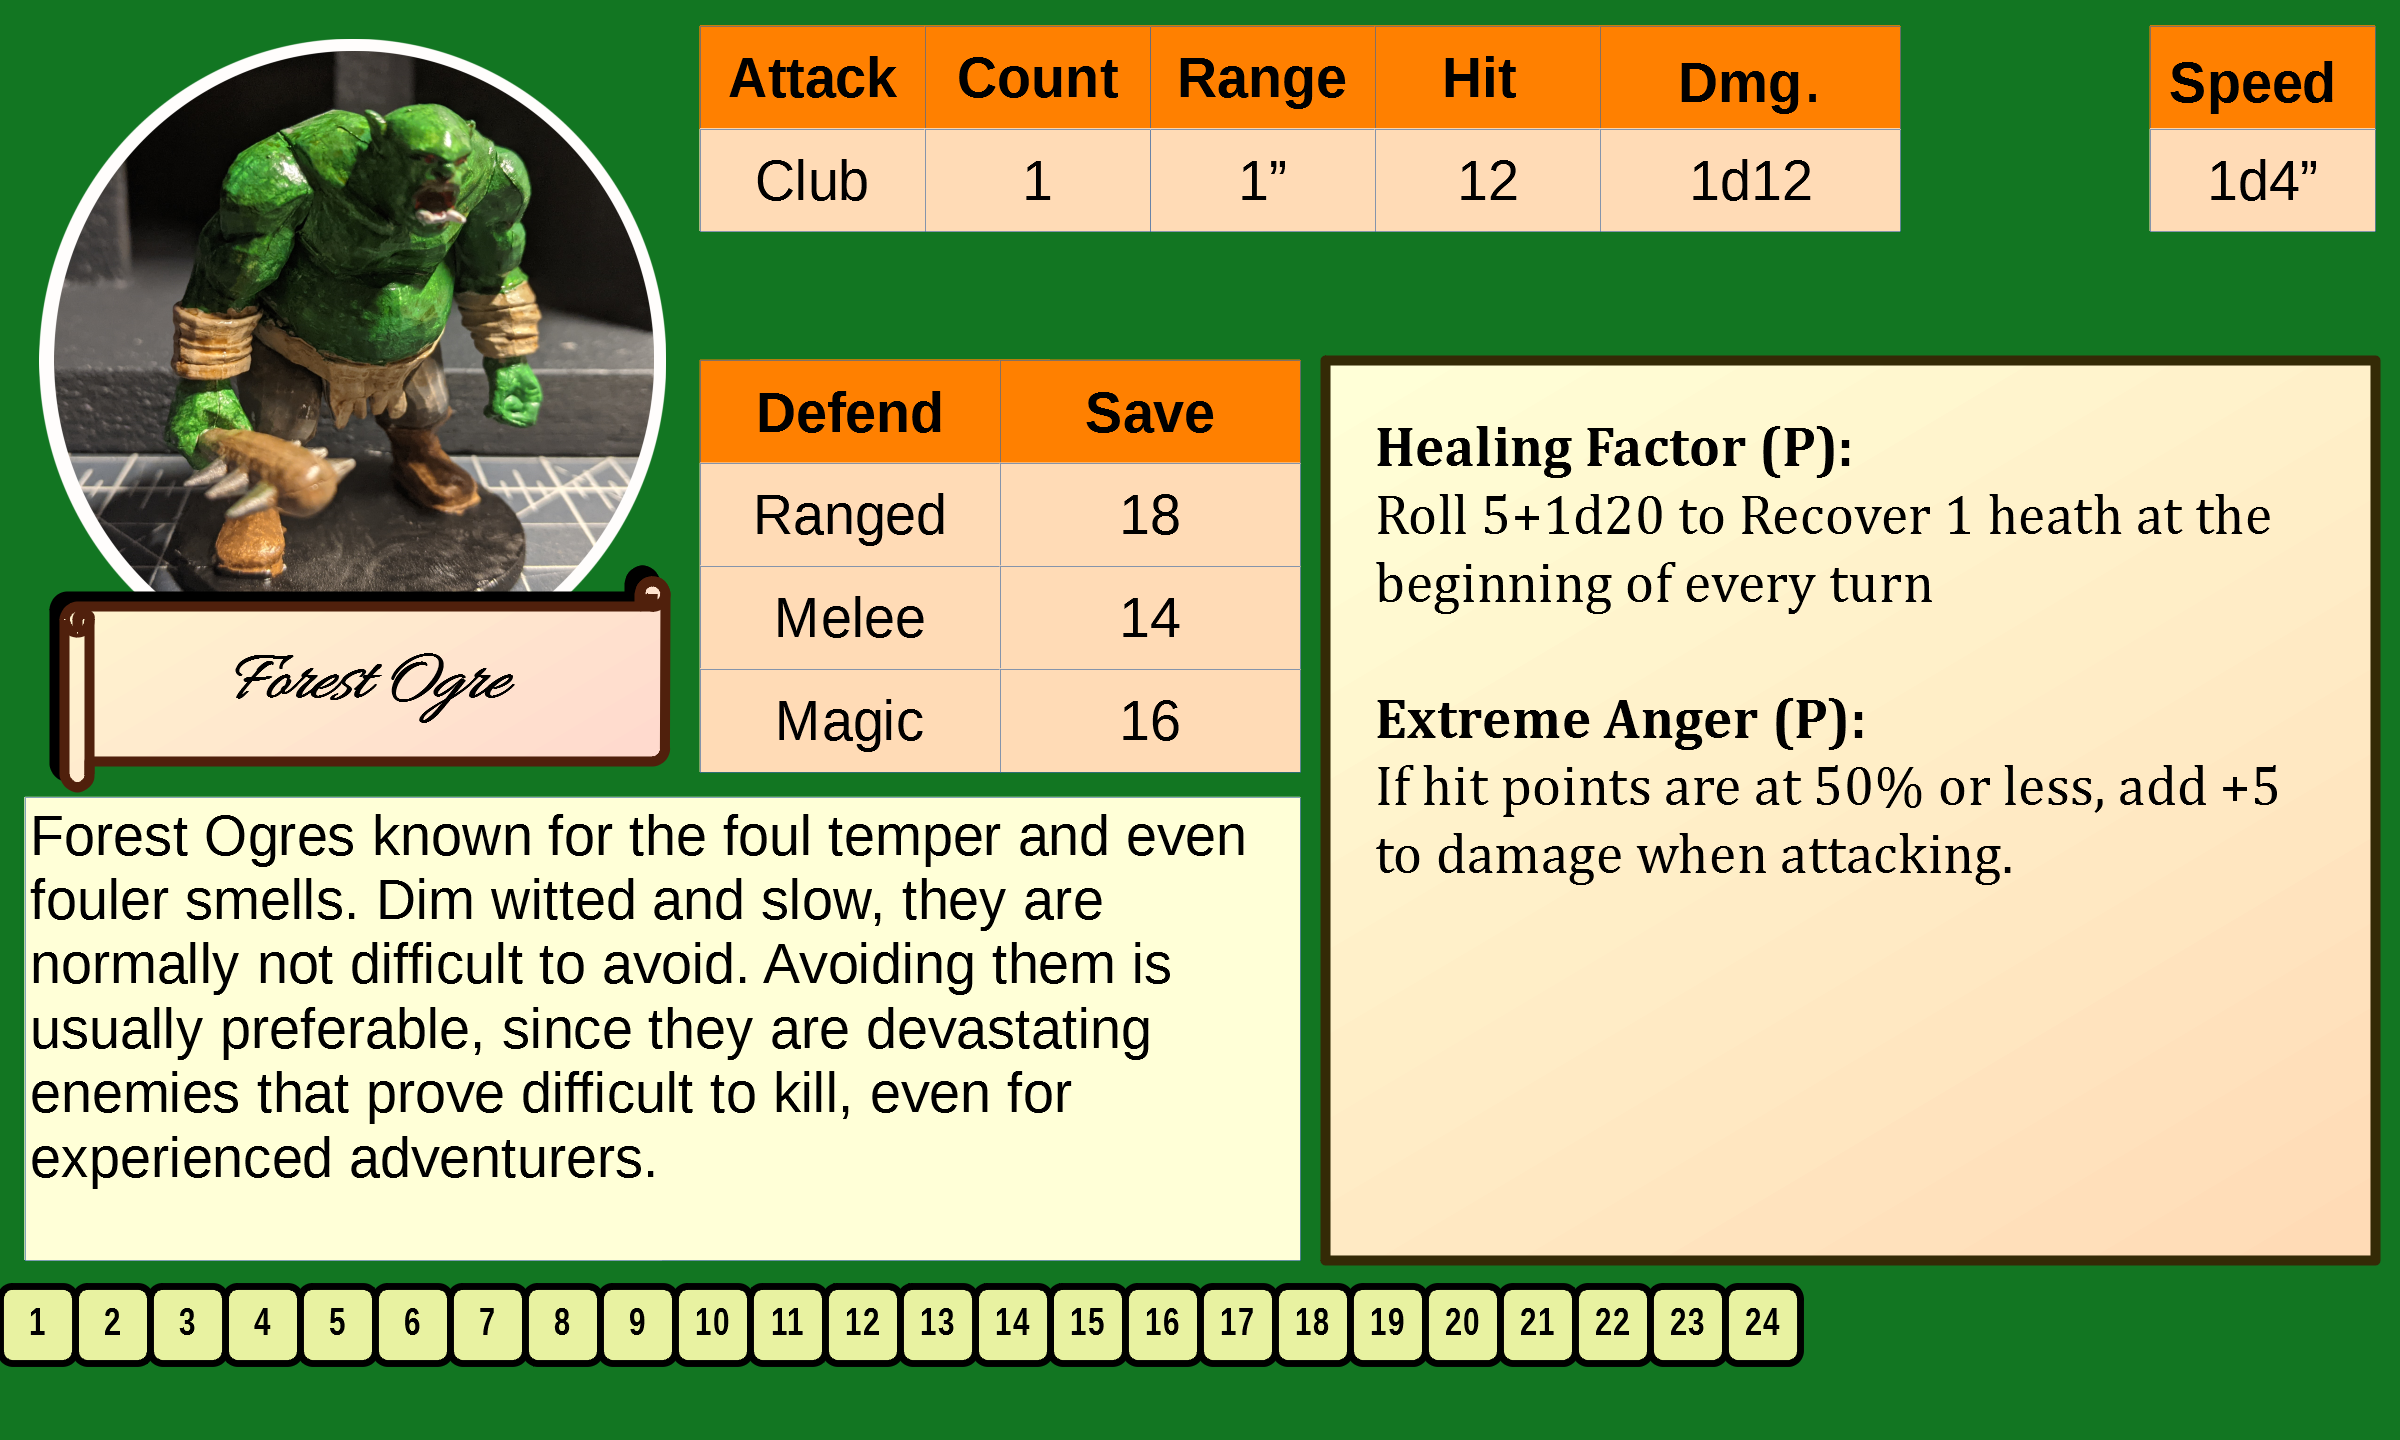 Attack Count Range Hit Dmg.
Club 1 1” 12 1d12
Speed
1d4”
Defend Save
Ranged 18
Melee 14
Magic 16
Healing Factor (P):
Roll 5+1d20 to Recover 1 heath at the
beginning of every turn
Extreme Anger (P):
If hit points are at 50% or less, add +5
to damage when attacking.
Forest Ogre
Forest Ogres known for the foul temper and even
fouler smells. Dim witted and slow, they are
normally not difficult to avoid. Avoiding them is
usually preferable, since they are devastating
enemies that prove difficult to kill, even for
experienced adventurers.
1 2 3 4 5 6 7 8 9 10 11 12 13 14 15 16 17 18 19 20 21 22 23 24